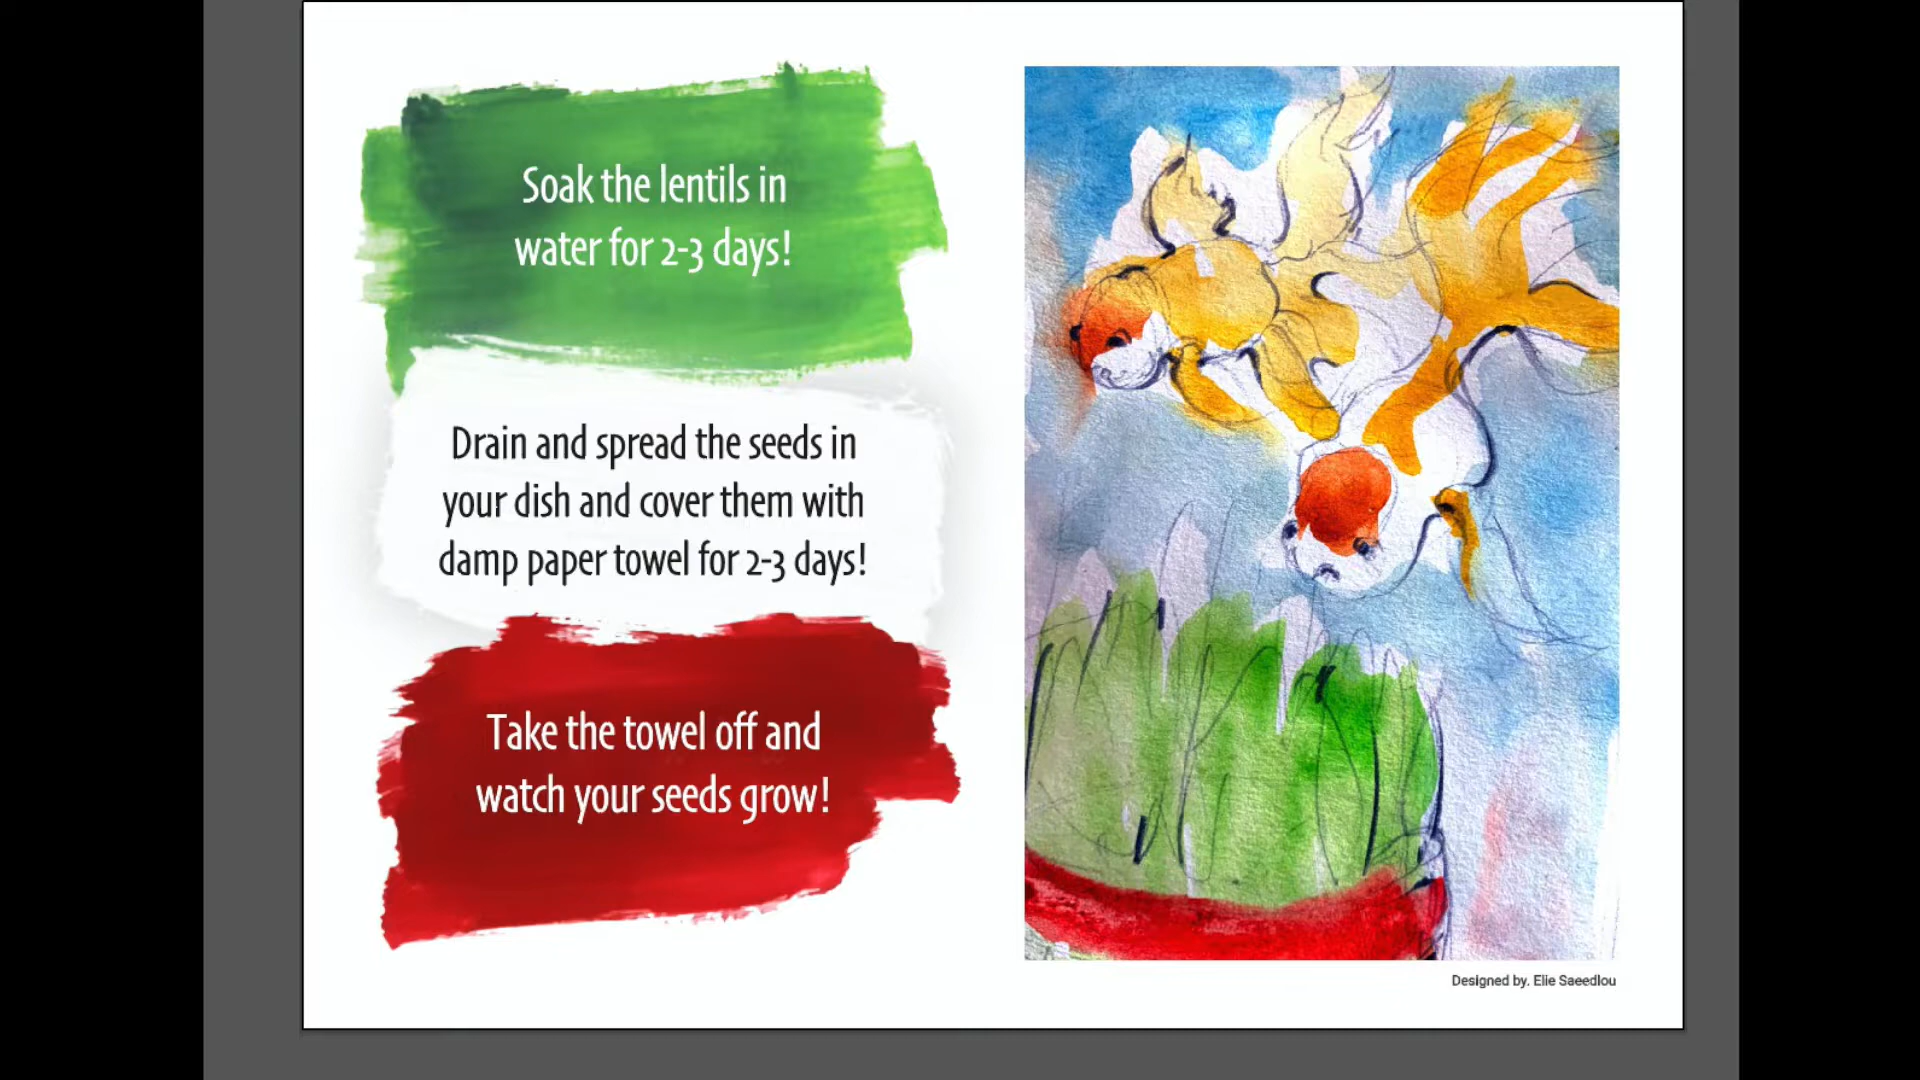 Soak the lentils in
water for 2-3 days!
Drain and spread the seeds in
your dish and cover them with
damp paper towel for 2-3 days!
Take the towel off and
watch your seeds grow!
Designed by. Elie Saeedlou